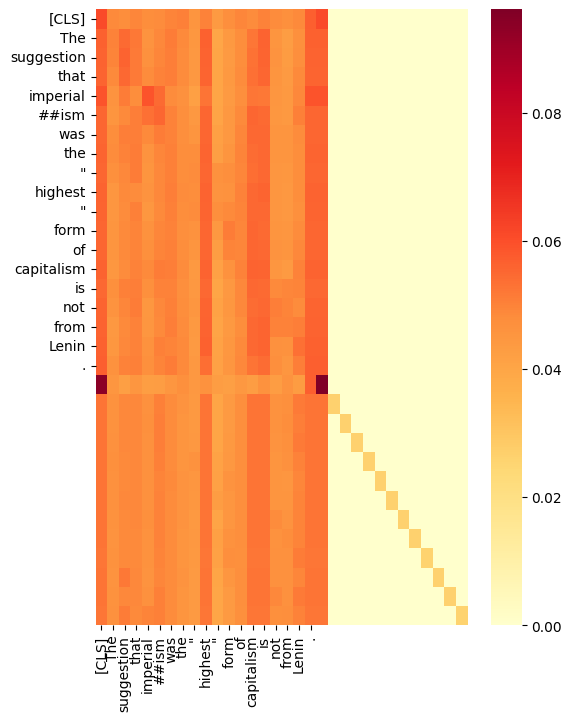 [CLS]
The
suggestion
that
imperial
##ism
was
the
"
highest
"
form
of
capitalism
is
not
from
Lenin
.
0.08
0.06
0.04
0.02
0.00
[CLS]
The
suggestion
that
imperial
##ism
was
the
"
highest
"
form
of
capitalism
is
not
from
Lenin
.